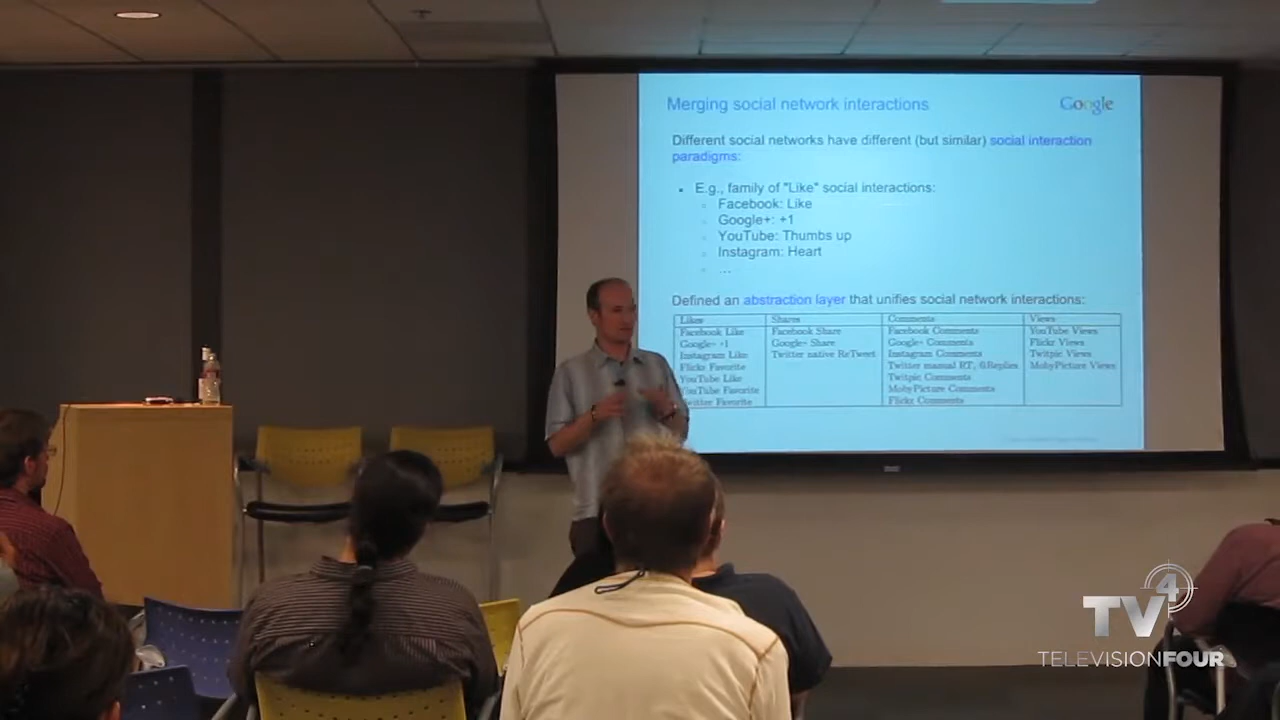 Merging social network interactions
Google
Different social networks have different (but similar) social interaction
paradigms:
E.g., family of "Like" social interactions:
Facebook: Like
Google+: +1
YouTube: Thumbs up
Instagram: Heart
...
Defined an abstraction layer that unifies social network interactions:
Likes Shares Comments Views
Facebook Like Facebook Share Facebook Comments YouTube Views
Google+ +1 Google+ Share Google+ Comments Flickr Views
Instagram Like Twitter native ReTweet Instagram Comments Twitpic Views
Flickr Favorite Twitter manual RT, @Replies MobyPicture Views
YouTube Like Twitpic Comments
YouTube Favorite MobyPicture Comments
Twitter Favorite Flickr Comments
TV4
TELEVISIONFOUR